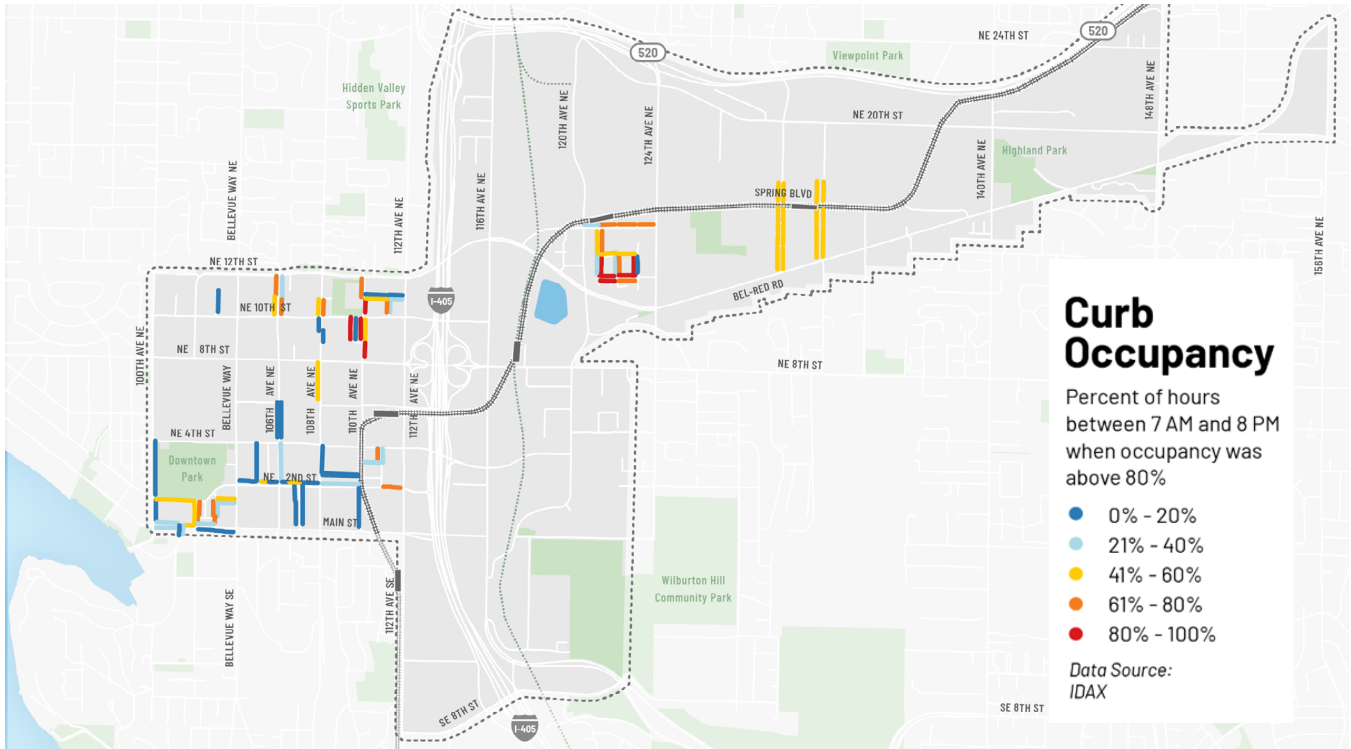 520
520
NE 24TH ST
Viewpoint Park
Hidden Valley
Sports Park
148TH AVE NE
120TH AVE NE
124TH AVE NE
NE 20TH ST
140TH AVE NE
Highland Park
BELLEVUE WAY NE
116TH AVE NE
SPRING BLVD
112TH AVE NE
156TH AVE NE
NE 12TH ST
BEL-RED RD
I-405
NE 10TH ST
100TH AVE NE
NE 8TH ST
NE 8TH ST
BELLEVUE WAY
106TH AVE NE
108TH AVE NE
110TH AVE NE
112TH AVE NE
NE 4TH ST
Downtown
Park
NE 2ND ST
MAIN ST
Wilburton Hill
Community Park
112TH AVE SE
BELLEVUE WAY SE
SE 8TH ST
I-405
SE 8TH ST
Curb
Occupancy
Percent of hours
between 7 AM and 8 PM
when occupancy was
above 80%
0% - 20%
21% - 40%
41% - 60%
61% - 80%
80% - 100%
Data Source:
IDAX